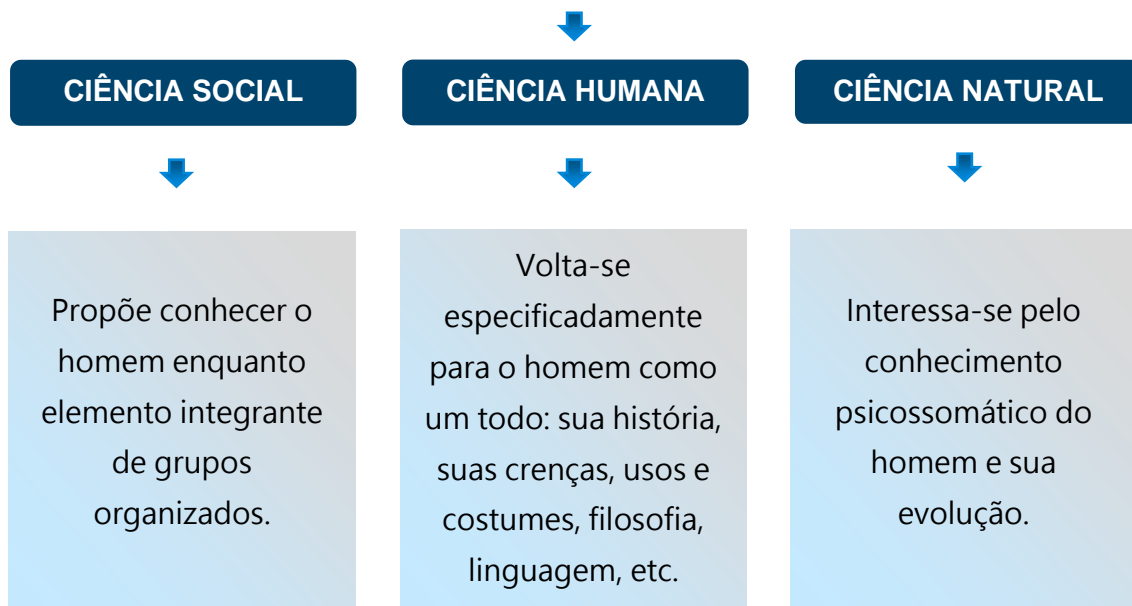 CIÊNCIA SOCIAL
CIÊNCIA HUMANA
CIÊNCIA NATURAL
Propõe conhecer o
homem enquanto
elemento integrante
de grupos
organizados.
Volta-se
especificadamente
para o homem como
um todo: sua história,
suas crenças, usos e
costumes, filosofia,
linguagem, etc.
Interessa-se pelo
conhecimento
psicossomático do
homem e sua
evolução.